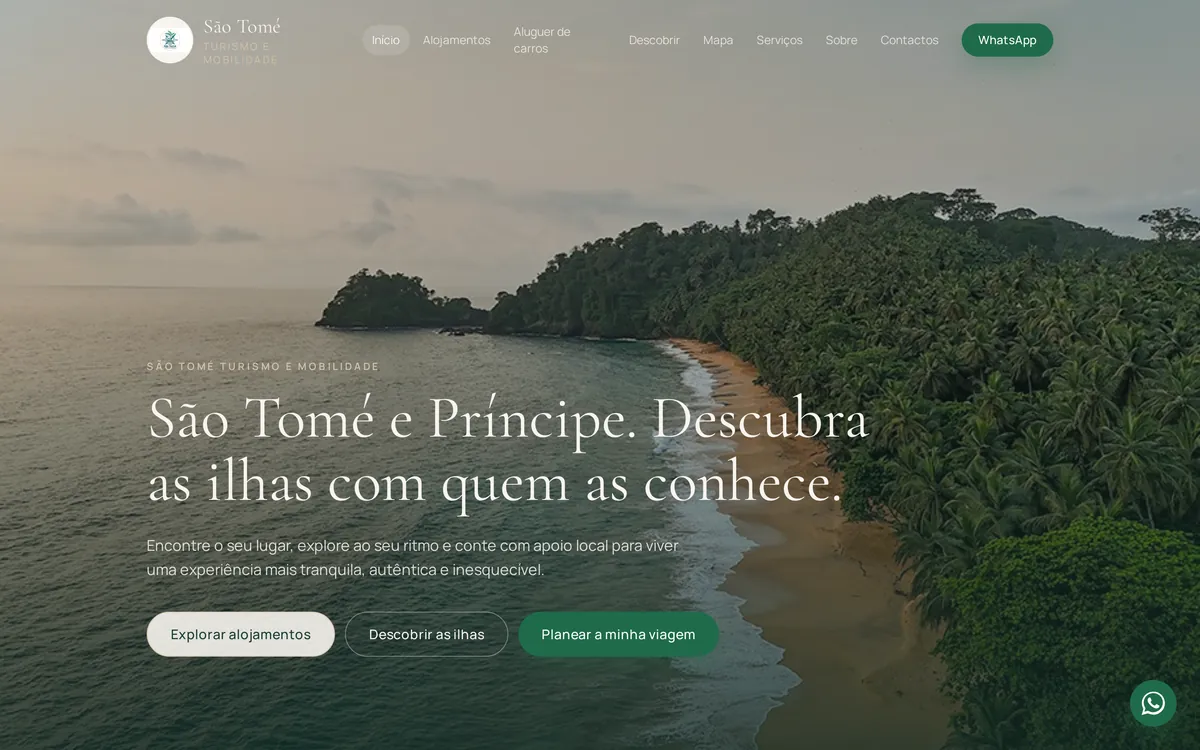 São Tomé
TURISMO E
MOBILIDADE
Início
Alojamentos
Aluguer de
carros
Descobrir
Mapa
Serviços
Sobre
Contactos
WhatsApp
SÃO TOMÉ TURISMO E MOBILIDADE
São Tomé e Príncipe. Descubra
as ilhas com quem as conhece.
Encontre o seu lugar, explore ao seu ritmo e conte com apoio local para viver
uma experiência mais tranquila, autêntica e inesquecível.
Explorar alojamentos
Descobrir as ilhas
Planear a minha viagem